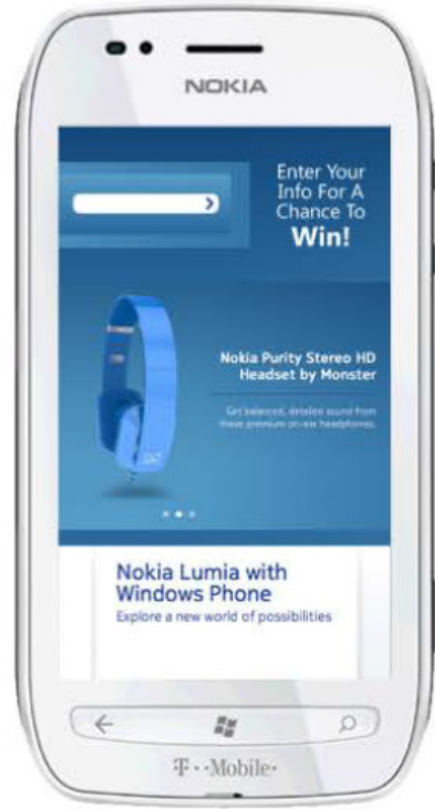 NOKIA
Enter Your
Info For A
Chance To
Win!
Nokia Purity Stereo HD
Headset by Monster
Get balanced, detailed sound from
these premium on-ear headphones.
Nokia Lumia with
Windows Phone
Explore a new world of possibilities
T··Mobile·